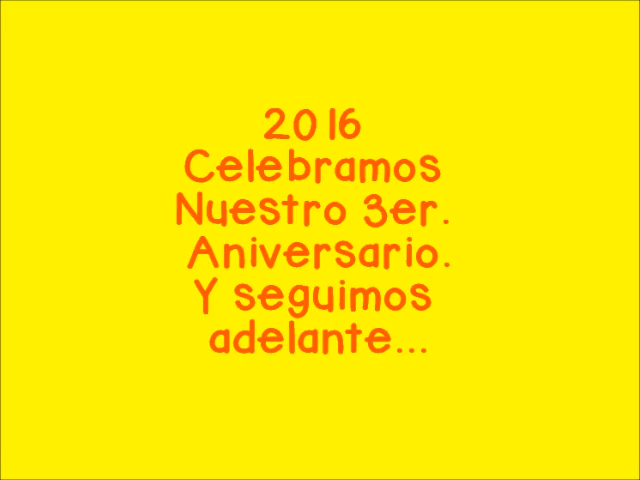 2016
Celebramos
Nuestro 3er.
Aniversario.
Y seguimos
adelante...